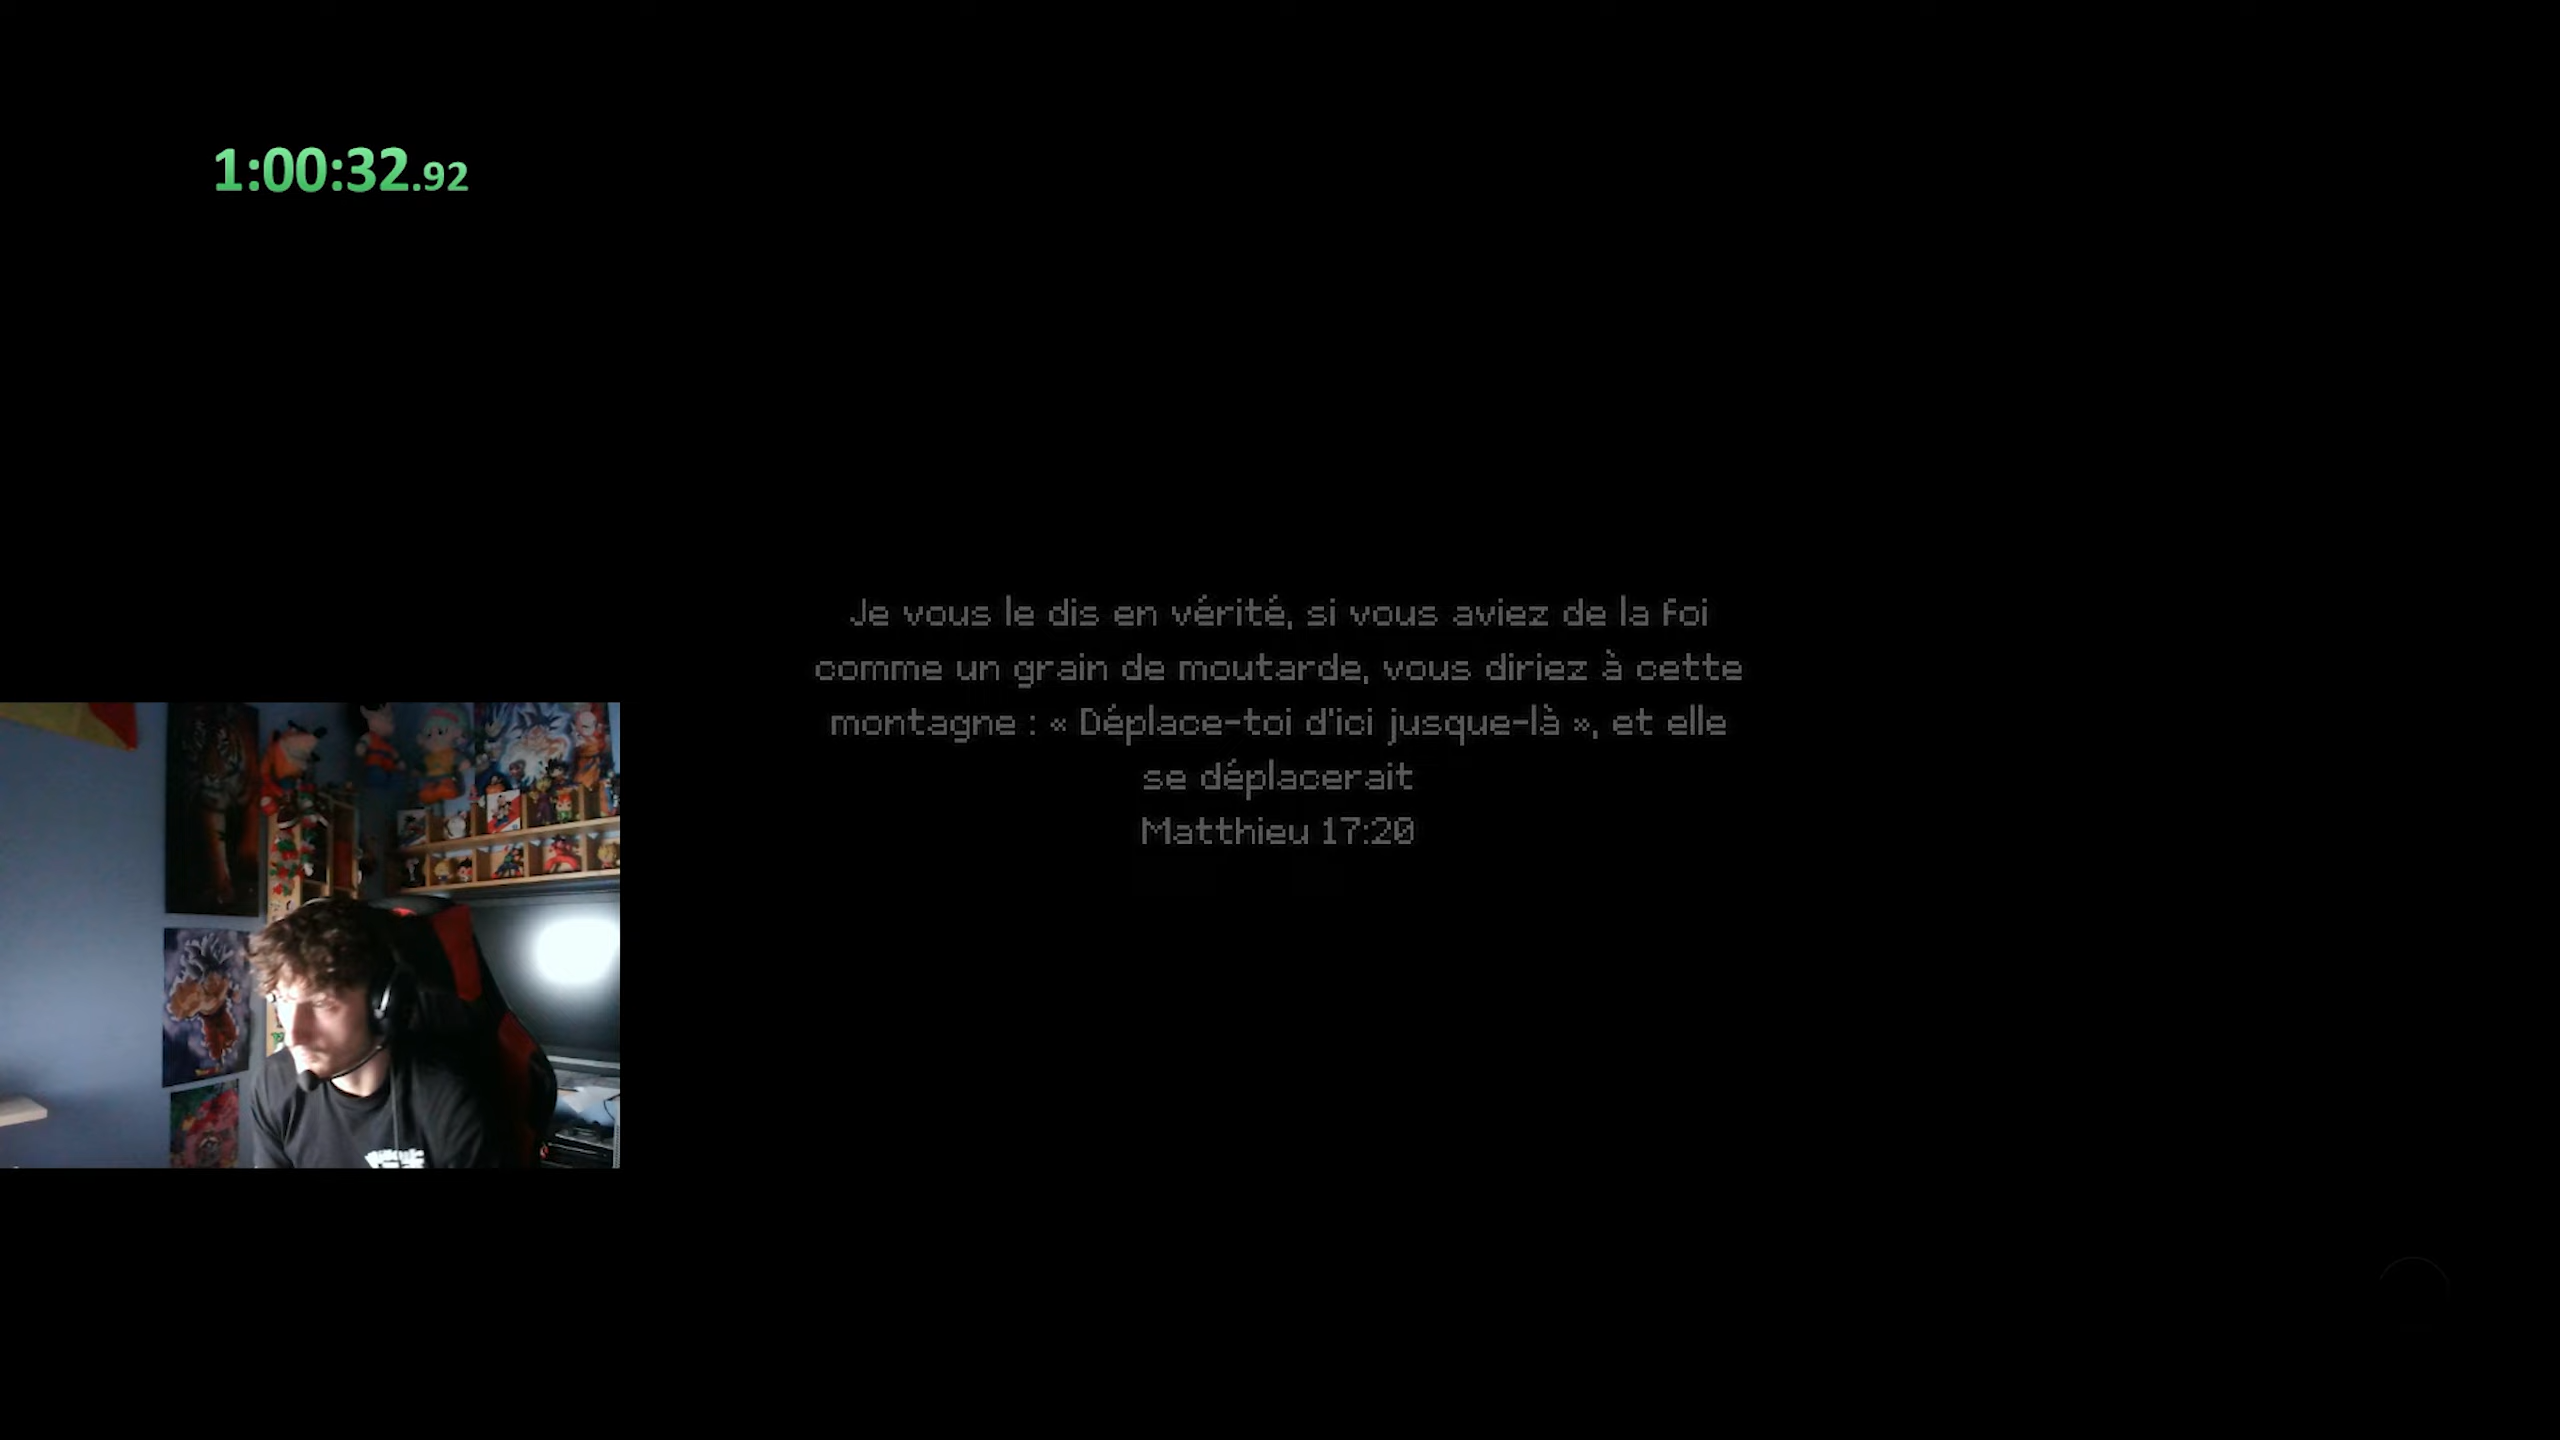 1:00:32.92
Je vous le dis en vérité, si vous aviez de la foi
comme un grain de moutarde, vous diriez à cette
montagne : « Déplace-toi d'ici jusque-là », et elle
se déplacerait
Matthieu 17:20